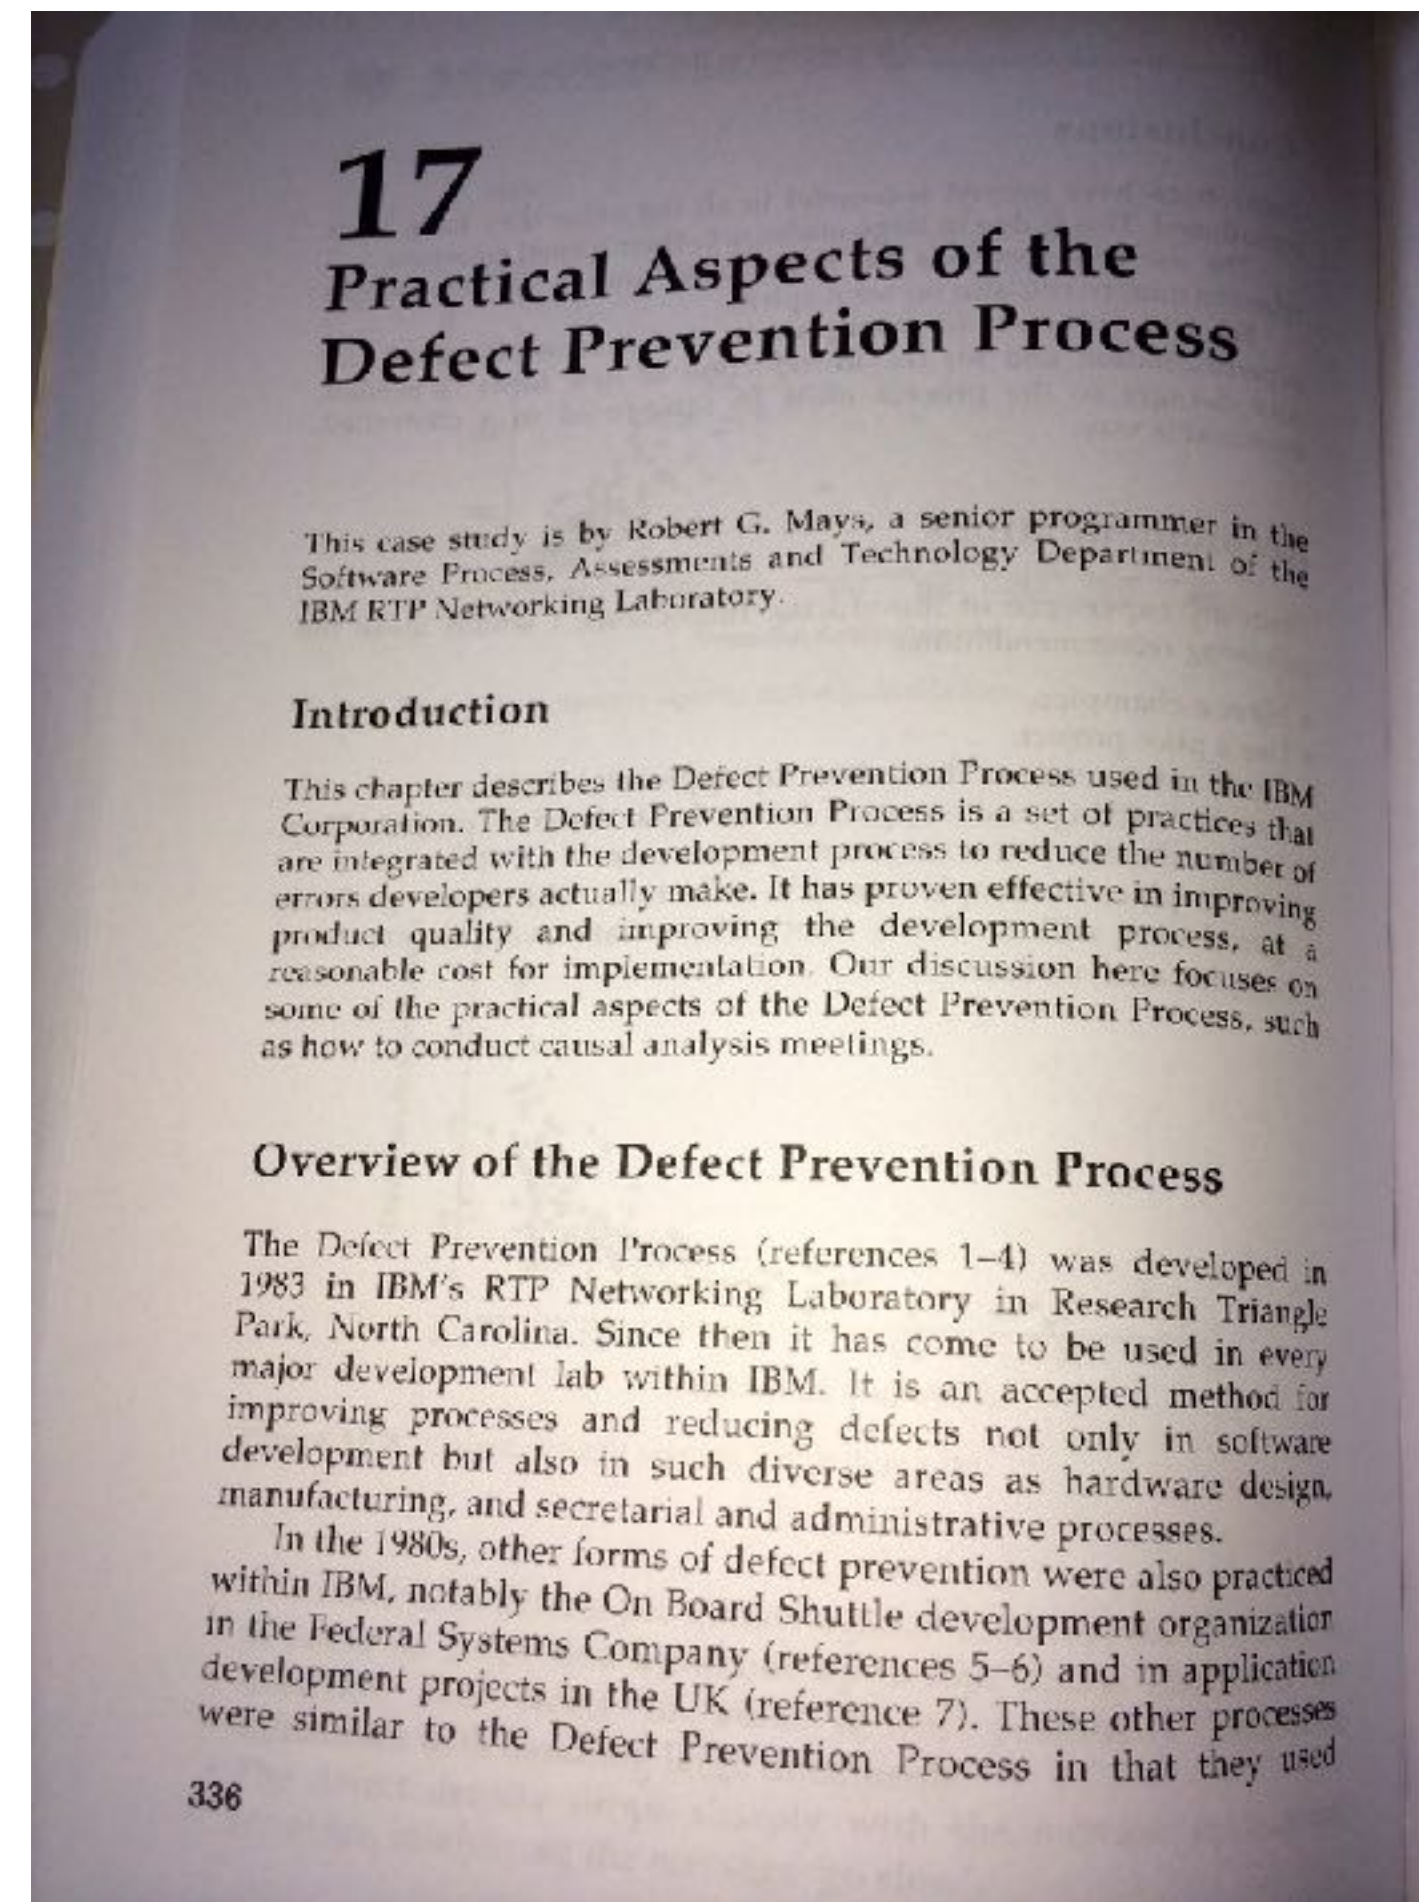 17
Practical Aspects of the
Defect Prevention Process
This case study is by Robert G. Mays, a senior programmer in the
Software Process, Assessments and Technology Department of the
IBM RTP Networking Laboratory.
Introduction
This chapter describes the Defect Prevention Process used in the IBM
Corporation. The Defect Prevention Process is a set of practices that
are integrated with the development process to reduce the number of
errors developers actually make. It has proven effective in improving
product quality and improving the development process, at a
reasonable cost for implementation. Our discussion here focuses on
some of the practical aspects of the Defect Prevention Process, such
as how to conduct causal analysis meetings.
Overview of the Defect Prevention Process
The Defect Prevention Process (references 1–4) was developed in
1983 in IBM's RTP Networking Laboratory in Research Triangle
Park, North Carolina. Since then it has come to be used in every
major development lab within IBM. It is an accepted method for
improving processes and reducing defects not only in software
development but also in such diverse areas as hardware design,
manufacturing, and secretarial and administrative processes.
In the 1980s, other forms of defect prevention were also practiced
within IBM, notably the On Board Shuttle development organization
in the Federal Systems Company (references 5–6) and in application
development projects in the UK (reference 7). These other processes
were similar to the Defect Prevention Process in that they used
336